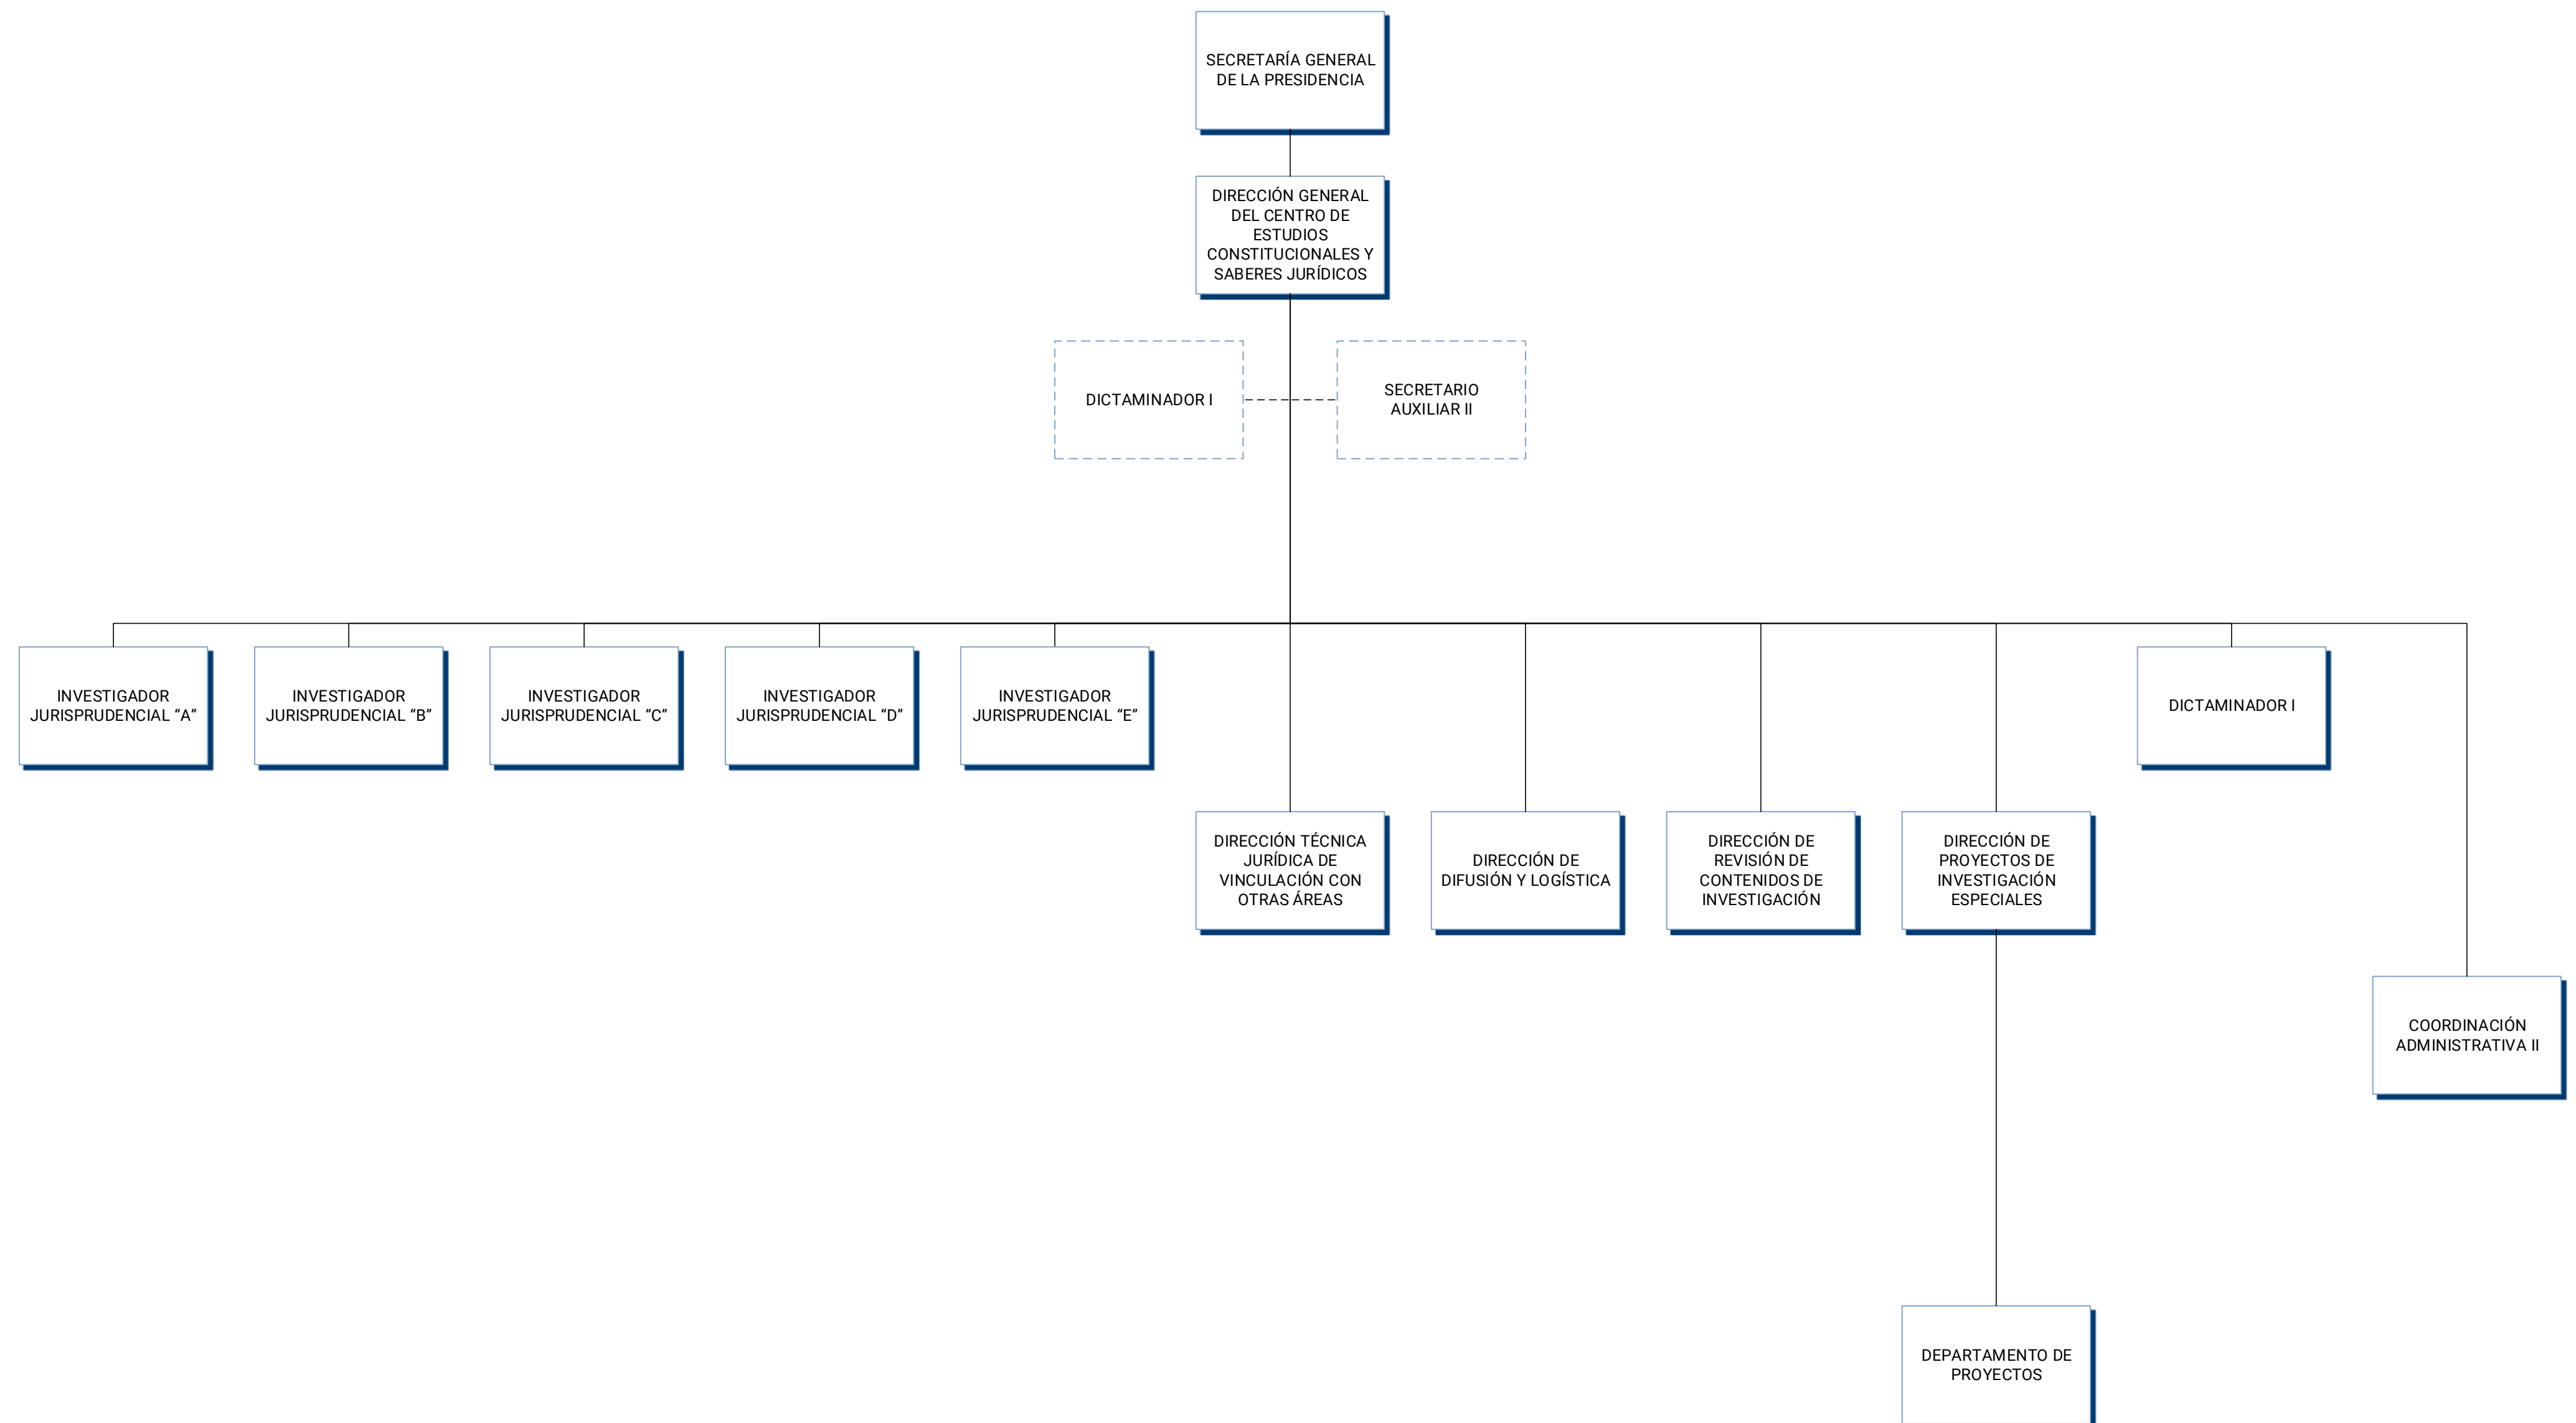 SECRETARÍA GENERAL
DE LA PRESIDENCIA
DIRECCIÓN GENERAL
DEL CENTRO DE
ESTUDIOS
CONSTITUCIONALES Y
SABERES JURÍDICOS
DICTAMINADOR I
SECRETARIO
AUXILIAR II
INVESTIGADOR
JURISPRUDENCIAL “A”
INVESTIGADOR
JURISPRUDENCIAL “B”
INVESTIGADOR
JURISPRUDENCIAL “C”
INVESTIGADOR
JURISPRUDENCIAL “D”
INVESTIGADOR
JURISPRUDENCIAL “E”
DICTAMINADOR I
DIRECCIÓN TÉCNICA
JURÍDICA DE
VINCULACIÓN CON
OTRAS ÁREAS
DIRECCIÓN DE
DIFUSIÓN Y LOGÍSTICA
DIRECCIÓN DE
REVISIÓN DE
CONTENIDOS DE
INVESTIGACIÓN
DIRECCIÓN DE
PROYECTOS DE
INVESTIGACIÓN
ESPECIALES
COORDINACIÓN
ADMINISTRATIVA II
DEPARTAMENTO DE
PROYECTOS